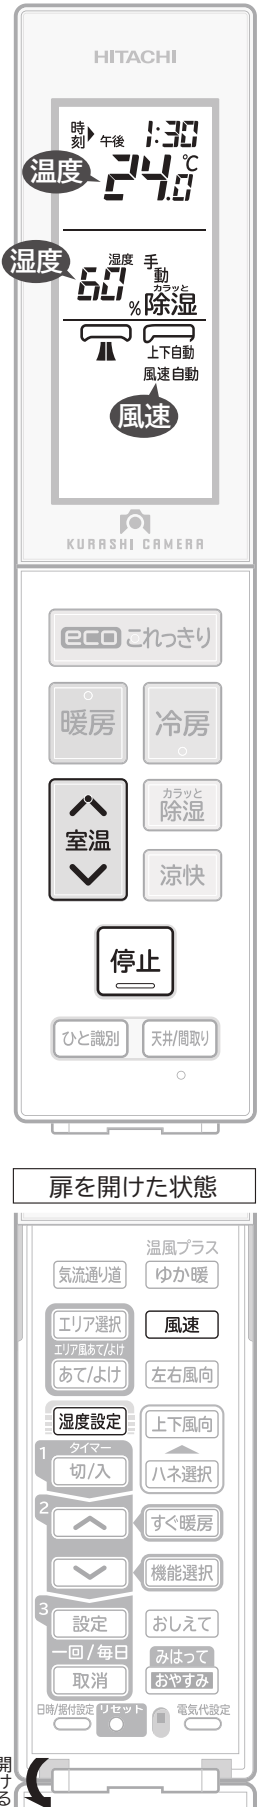 HITACHI
時刻 午後 1:30
温度 24.0℃
湿度 湿度 手動
60% カラッと除湿
上下自動
風速自動
風速
KURASHI CAMERA
eco これっきり
暖房 冷房
室温 カラッと除湿
涼快
停止
ひと識別 天井/間取り
扉を開けた状態
温風プラス
気流通り道 ゆか暖
エリア選択 風速
エリア風あて/よけ
あて/よけ 左右風向
湿度設定 上下風向
1 タイマー
切/入 ハネ選択
2 すぐ暖房
機能選択
3 設定 おしえて
一回/毎日 みはって
取消 おやすみ
日時/据付設定 リセット 電気代設定
開ける